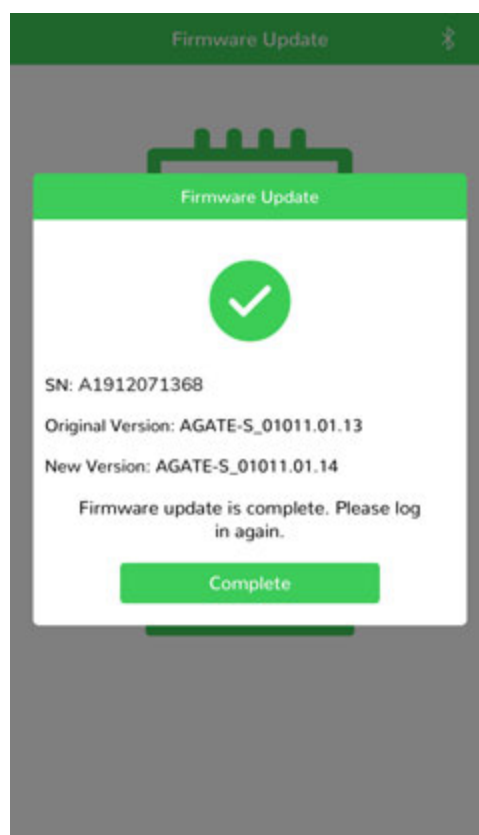 Firmware Update
Firmware Update
SN: A1912071368
Original Version: AGATE-S_01011.01.13
New Version: AGATE-S_01011.01.14
Firmware update is complete. Please log
in again.
Complete